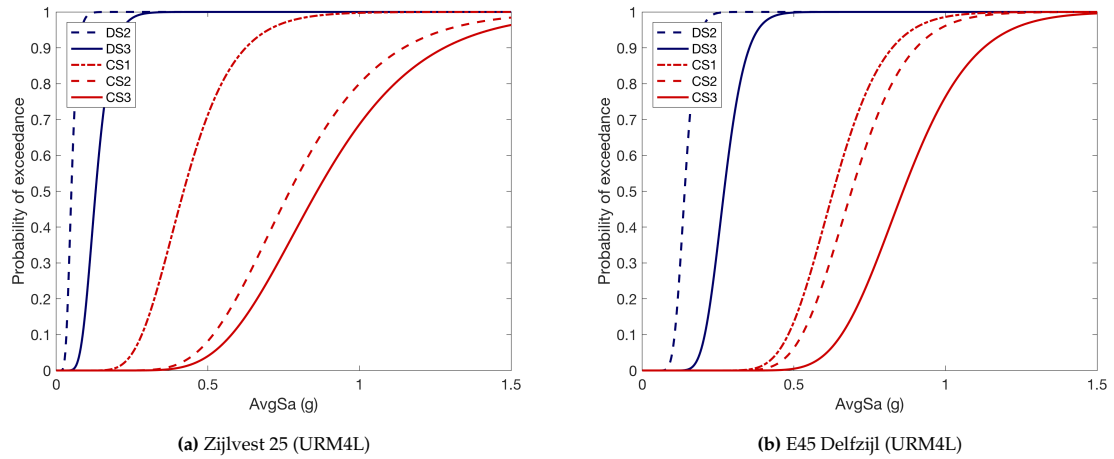 1
0.9
0.8
0.7
0.6
0.5
0.4
0.3
0.2
0.1
0
Probability of exceedance
DS2
DS3
CS1
CS2
CS3
0 0.5 1 1.5
AvgSa (g)
(a) Zijlvest 25 (URM4L)
1
0.9
0.8
0.7
0.6
0.5
0.4
0.3
0.2
0.1
0
Probability of exceedance
DS2
DS3
CS1
CS2
CS3
0 0.5 1 1.5
AvgSa (g)
(b) E45 Delfzijl (URM4L)